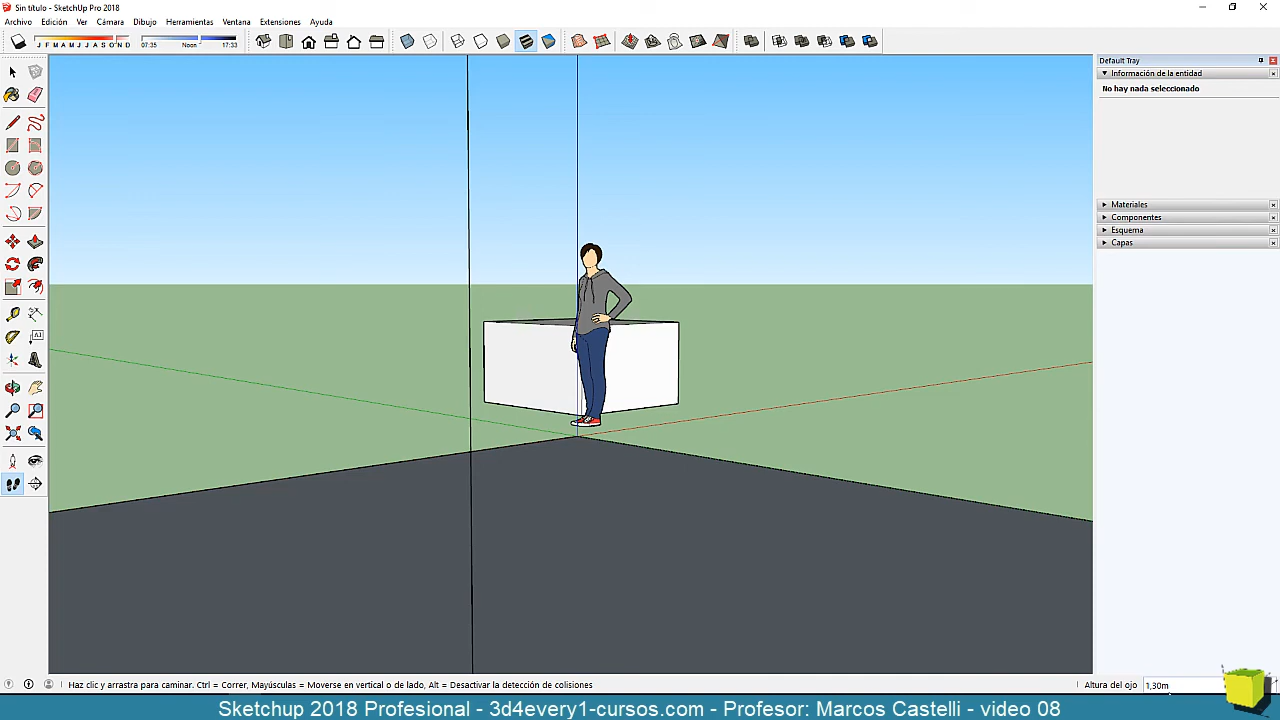 Sin título - SketchUp Pro 2018
Archivo Edición Ver Cámara Dibujo Herramientas Ventana Extensiones Ayuda
J F M A M J J A S O N D 07:35 Noon 17:33
Default Tray
Información de la entidad
No hay nada seleccionado
Materiales
Componentes
Esquema
Capas
Haz clic y arrastra para caminar. Ctrl = Correr, Mayúsculas = Moverse en vertical o de lado, Alt = Desactivar la detección de colisiones
Altura del ojo 1,30m
Sketchup 2018 Profesional - 3d4every1-cursos.com - Profesor: Marcos Castelli - video 08